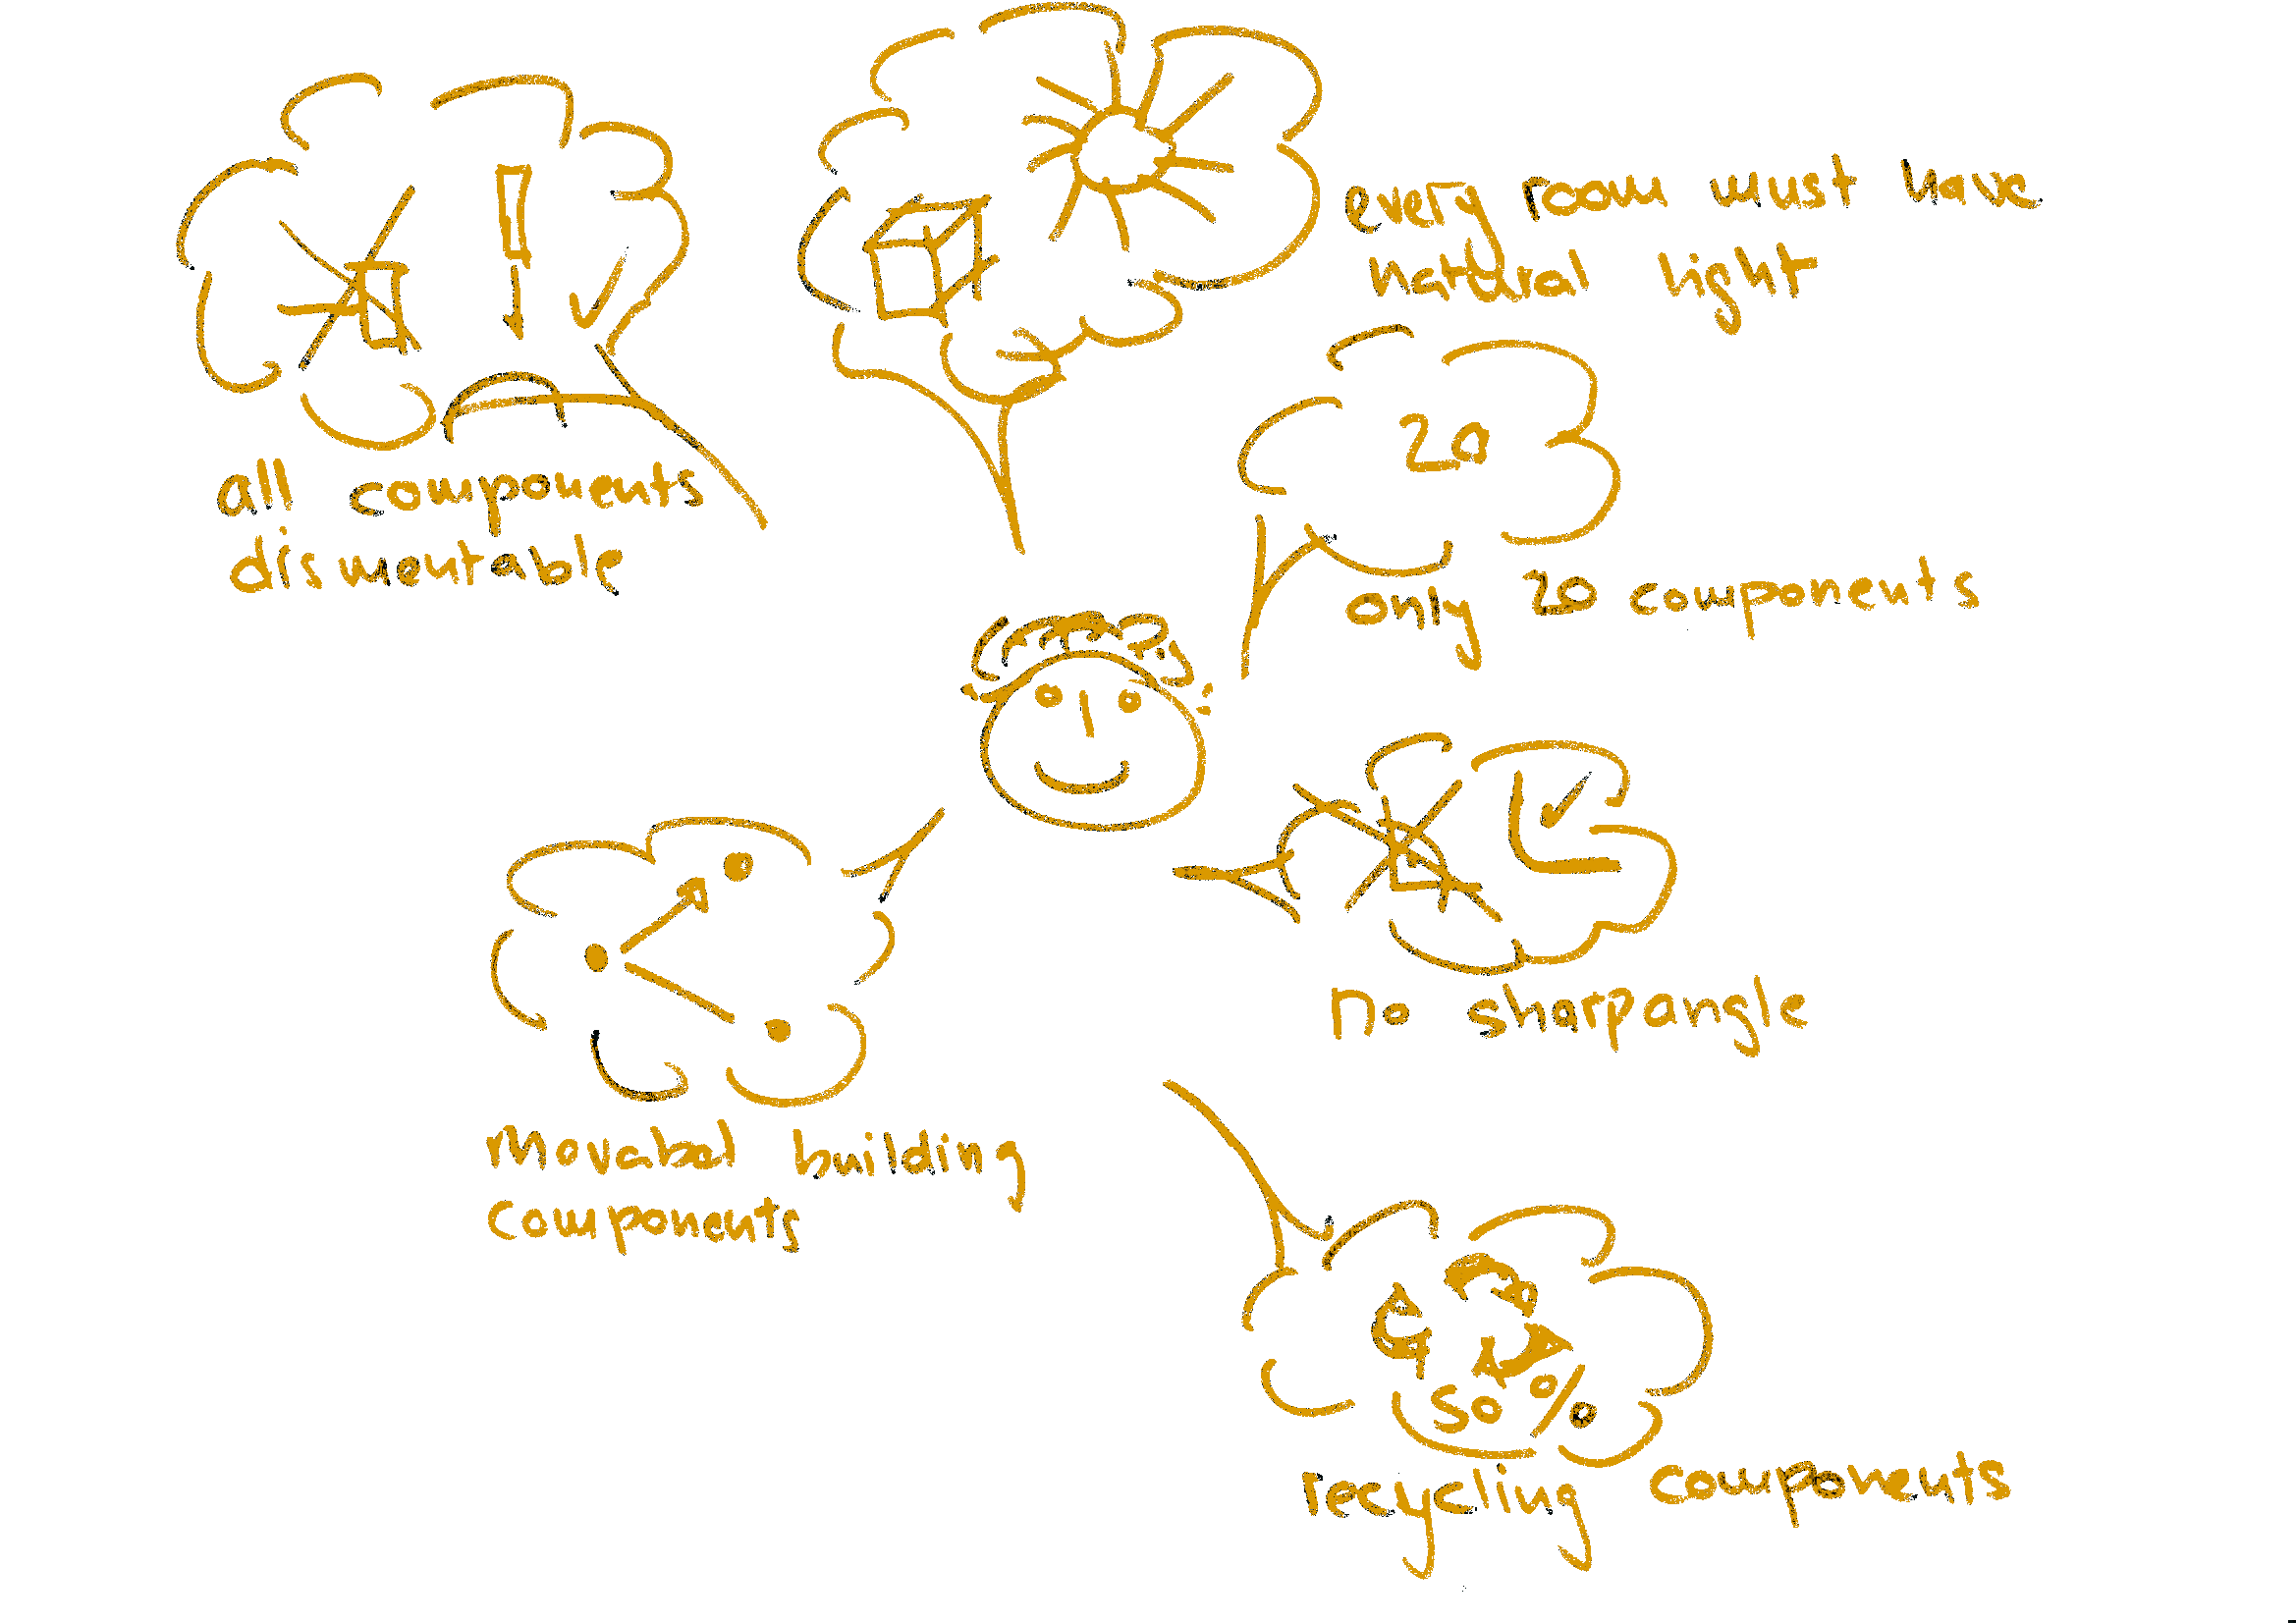 every room must have
natural light
all components
dismentable
20
only 20 components
no sharpangle
movabal building
components
50%
recycling components